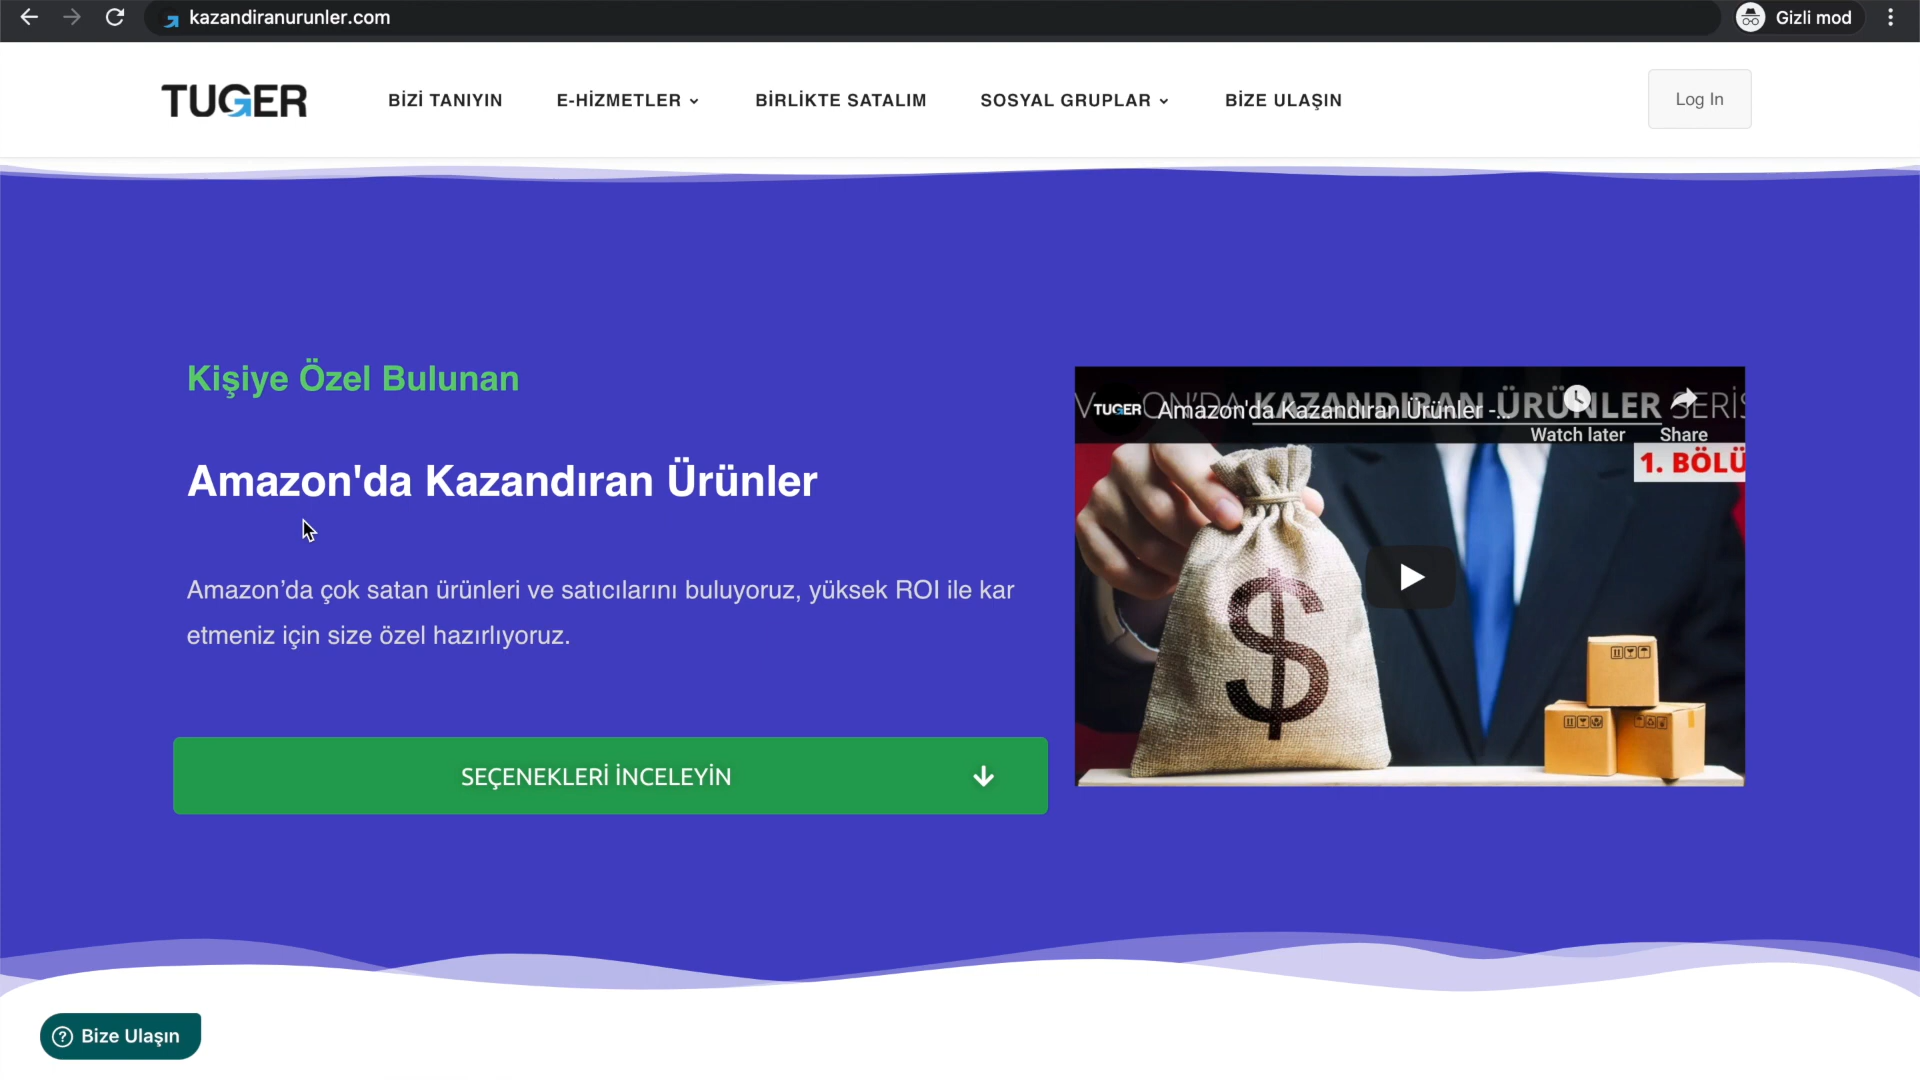 kazandiranurunler.com
Gizli mod
TUGER
BİZİ TANIYIN
E-HİZMETLER
BİRLİKTE SATALIM
SOSYAL GRUPLAR
BİZE ULAŞIN
Log In
Kişiye Özel Bulunan
Amazon'da Kazandıran Ürünler
Amazon’da çok satan ürünleri ve satıcılarını buluyoruz, yüksek ROI ile kar
etmeniz için size özel hazırlıyoruz.
SEÇENEKLERİ İNCELEYİN
TUGER
Amazon'da Kazandıran Ürünler -...
KAZANDIRAN ÜRÜNLER SERİS
Watch later
Share
1. BÖLÜ
$
Bize Ulaşın